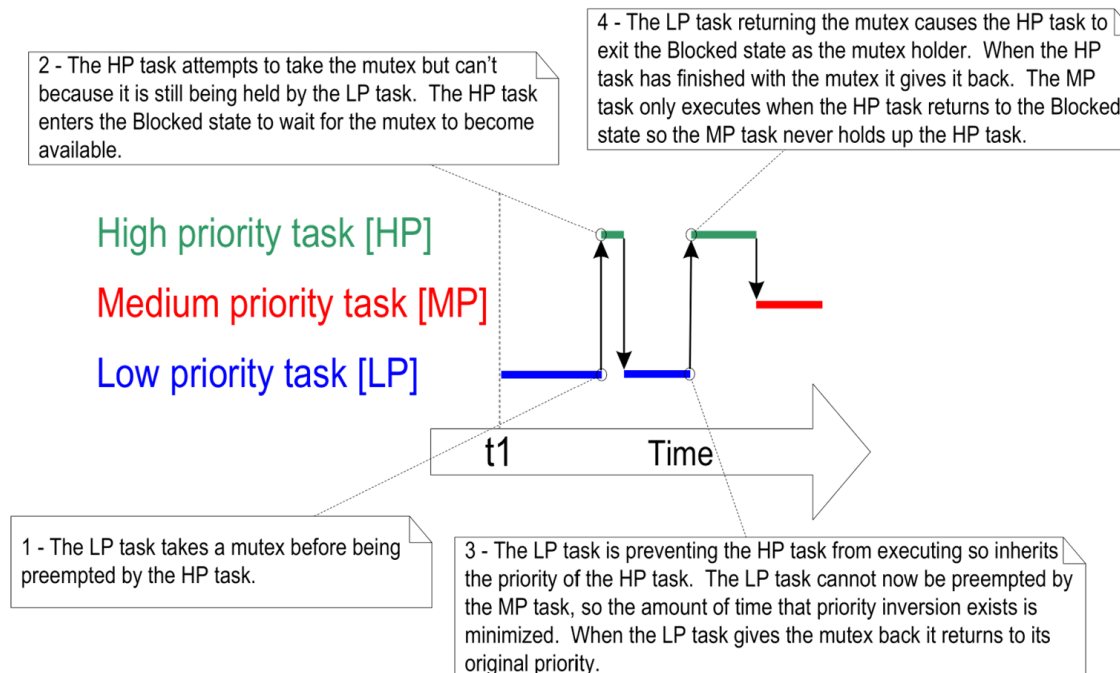 4 - The LP task returning the mutex causes the HP task to
exit the Blocked state as the mutex holder.  When the HP
task has finished with the mutex it gives it back.  The MP
task only executes when the HP task returns to the Blocked
state so the MP task never holds up the HP task.
2 - The HP task attempts to take the mutex but can't
because it is still being held by the LP task.  The HP task
enters the Blocked state to wait for the mutex to become
available.
High priority task [HP]
Medium priority task [MP]
Low priority task [LP]
t1
Time
1 - The LP task takes a mutex before being
preempted by the HP task.
3 - The LP task is preventing the HP task from executing so inherits
the priority of the HP task.  The LP task cannot now be preempted by
the MP task, so the amount of time that priority inversion exists is
minimized.  When the LP task gives the mutex back it returns to its
original priority.